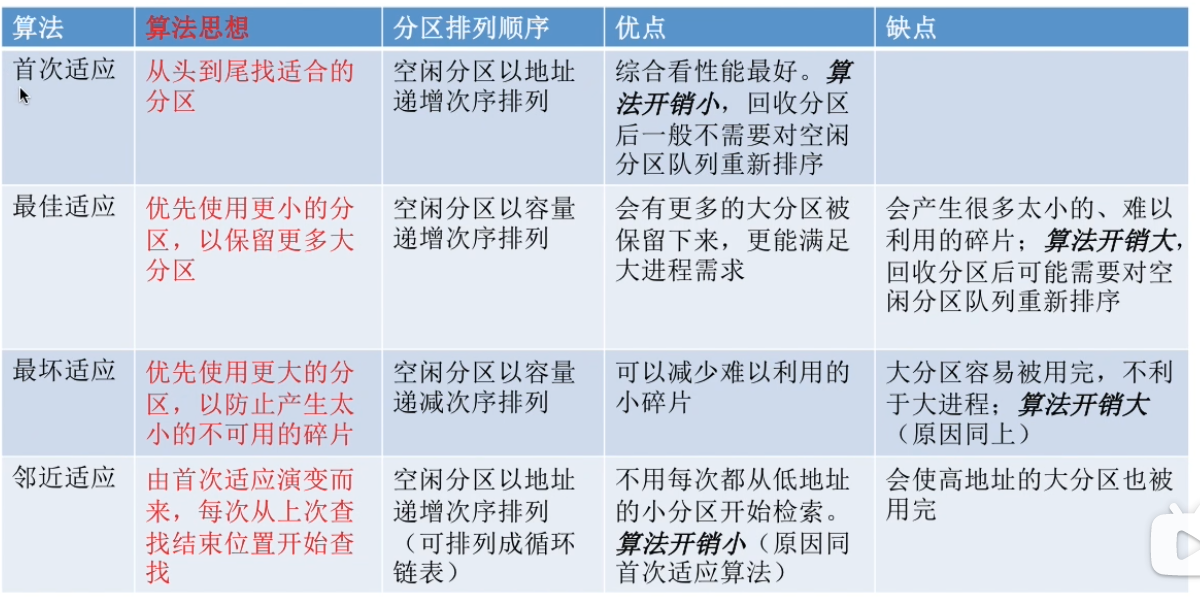 算法 算法思想 分区排列顺序 优点 缺点
首次适应
从头到尾找适合的
分区
空闲分区以地址
递增次序排列
综合看性能最好。算
法开销小，回收分区
后一般不需要对空闲
分区队列重新排序
最佳适应
优先使用更小的分
区，以保留更多大
分区
空闲分区以容量
递增次序排列
会有更多的大分区被
保留下来，更能满足
大进程需求
会产生很多太小的、难以
利用的碎片；算法开销大，
回收分区后可能需要对空
闲分区队列重新排序
最坏适应
优先使用更大的分
区，以防止产生太
小的不可用的碎片
空闲分区以容量
递减次序排列
可以减少难以利用的
小碎片
大分区容易被用完，不利
于大进程；算法开销大
（原因同上）
邻近适应
由首次适应演变而
来，每次从上次查
找结束位置开始查
找
空闲分区以地址
递增次序排列
（可排列成循环
链表）
不用每次都从低地址
的小分区开始检索。
算法开销小（原因同
首次适应算法）
会使高地址的大分区也被
用完